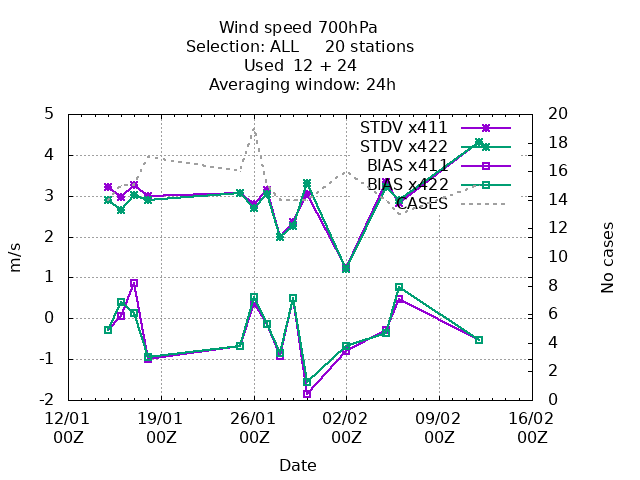 Wind speed 700hPa
Selection: ALL 20 stations
Used 12 + 24
Averaging window: 24h
5
4
3
2
1
0
-1
-2
m/s
20
18
16
14
12
10
8
6
4
2
0
No cases
STDV x411
STDV x422
BIAS x411
BIAS x422
CASES
12/01 19/01 26/01 02/02 09/02 16/02
00Z 00Z 00Z 00Z 00Z 00Z
Date